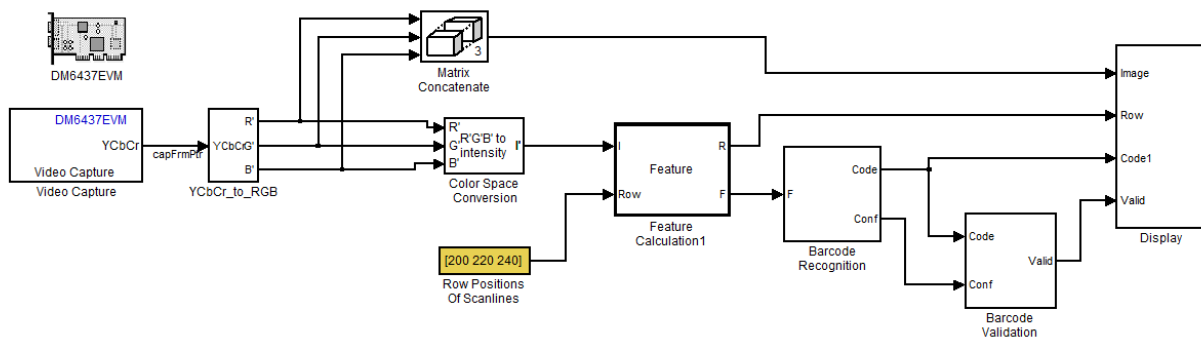 DM6437EVM
DM6437EVM
YCbCr
Video Capture
Video Capture
capFrmPtr
YCbCr
R'
G'
B'
YCbCr_to_RGB
3
Matrix
Concatenate
R'
G'
B'
R'G'B' to
intensity
I'
Color Space
Conversion
[200 220 240]
Row Positions
Of Scanlines
I
Row
Feature
R
F
Feature
Calculation1
F
Code
Conf
Barcode
Recognition
Code
Conf
Valid
Barcode
Validation
Image
Row
Code1
Valid
Display